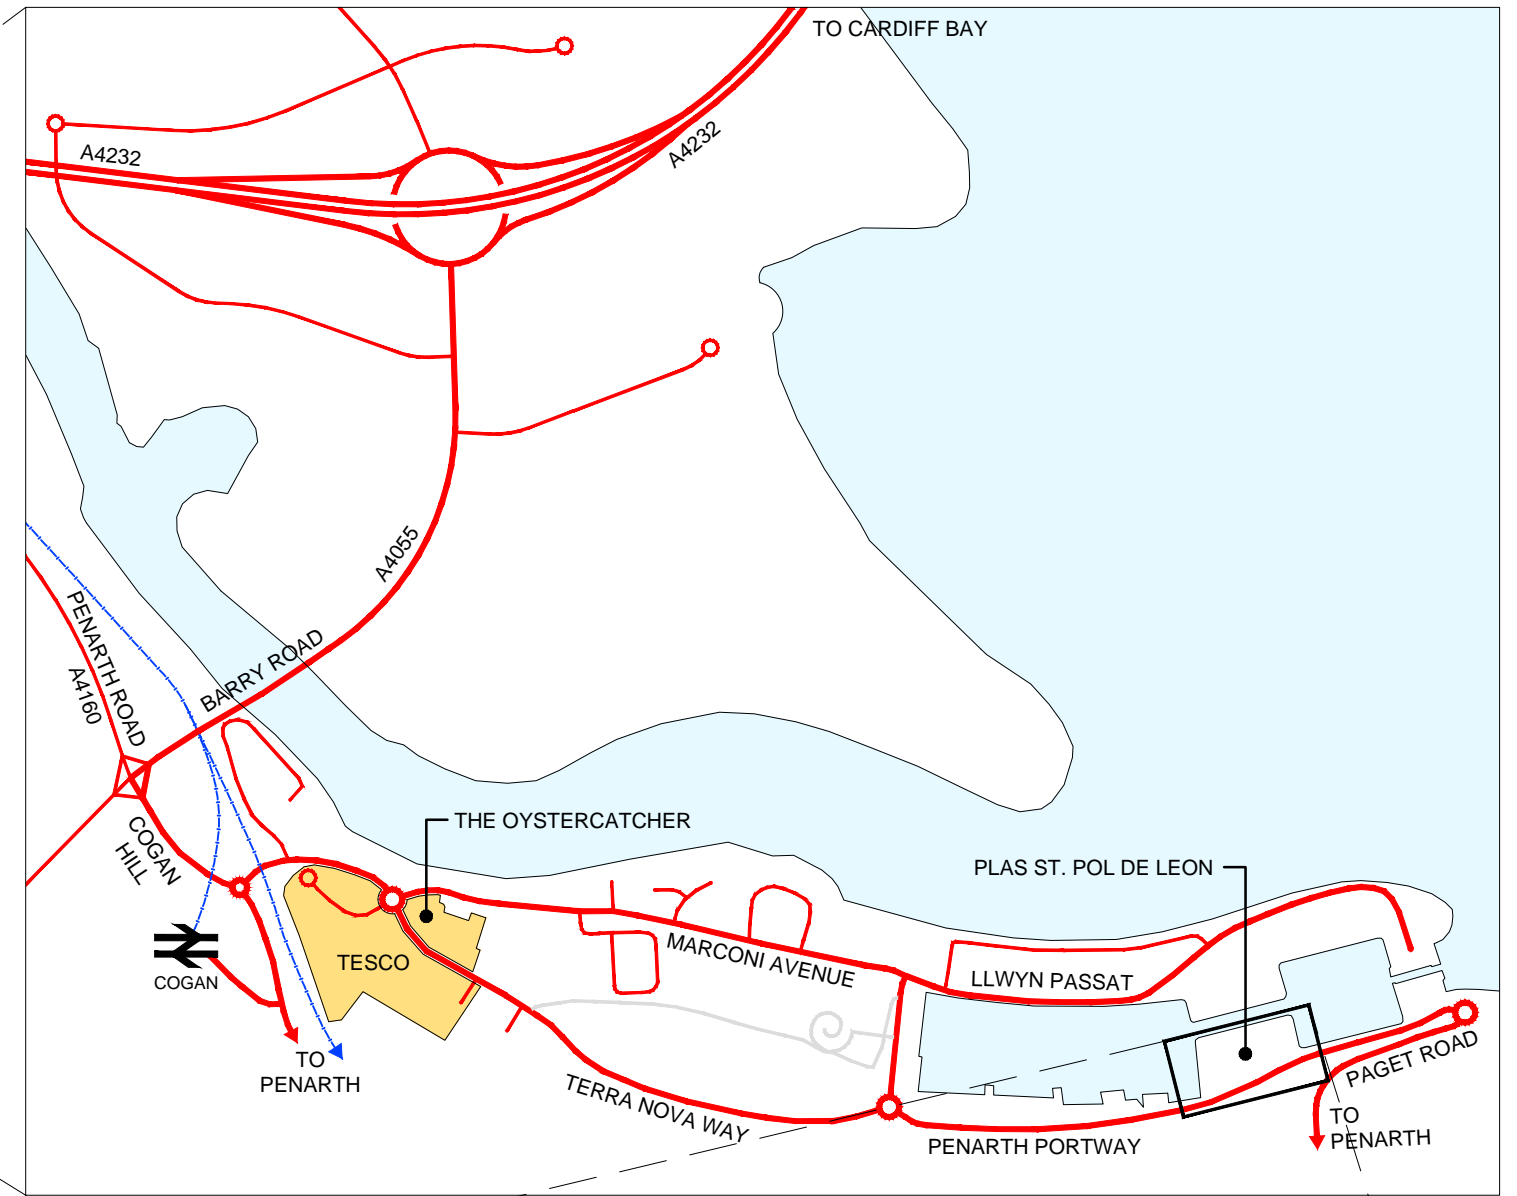 TO CARDIFF BAY
A4232
A4232
A4055
PENARTH ROAD
A4160
BARRY ROAD
COGAN
HILL
THE OYSTERCATCHER
PLAS ST. POL DE LEON
TESCO
MARCONI AVENUE
LLWYN PASSAT
COGAN
TO
PENARTH
TERRA NOVA WAY
PAGET ROAD
PENARTH PORTWAY
TO
PENARTH